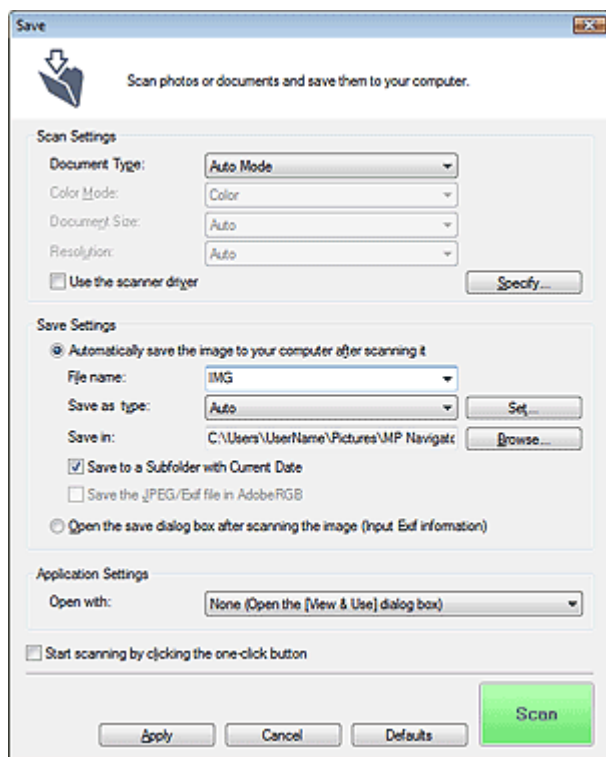 Save
Scan photos or documents and save them to your computer.
Scan Settings
Document Type: Auto Mode
Color Mode: Color
Document Size: Auto
Resolution: Auto
Use the scanner driver Specify...
Save Settings
Automatically save the image to your computer after scanning it
File name: IMG
Save as type: Auto Set...
Save in: C:\Users\UserName\Pictures\MP Navigato Browse...
Save to a Subfolder with Current Date
Save the JPEG/Exif file in AdobeRGB
Open the save dialog box after scanning the image (Input Exif information)
Application Settings
Open with: None (Open the [View & Use] dialog box)
Start scanning by clicking the one-click button
Scan
Apply Cancel Defaults